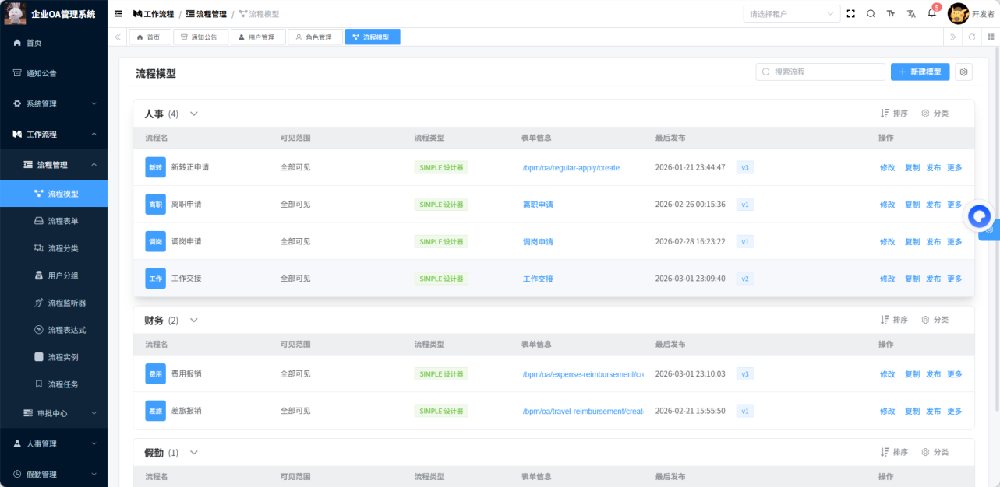 企业OA管理系统
工作流程 / 流程管理 / 流程模型
请选择租户
5
开发者
首页
通知公告
用户管理
角色管理
流程模型
首页
通知公告
系统管理
工作流程
流程管理
流程模型
流程表单
流程分类
用户分组
流程监听器
流程表达式
流程实例
流程任务
审批中心
人事管理
假勤管理
流程模型
搜索流程
新建模型
人事 (4)
排序 分类
流程名 可见范围 流程类型 表单信息 最后发布 操作
新转 新转正申请 全部可见 SIMPLE 设计器 /bpm/oa/regular-apply/create 2026-01-21 23:44:47 v3 修改 复制 发布 更多
离职 离职申请 全部可见 SIMPLE 设计器 离职申请 2026-02-26 00:15:36 v1 修改 复制 发布 更多
调岗 调岗申请 全部可见 SIMPLE 设计器 调岗申请 2026-02-28 16:23:22 v1 修改 复制 发布 更多
工作 工作交接 全部可见 SIMPLE 设计器 工作交接 2026-03-01 23:09:40 v2 修改 复制 发布 更多
财务 (2)
排序 分类
流程名 可见范围 流程类型 表单信息 最后发布 操作
费用 费用报销 全部可见 SIMPLE 设计器 /bpm/oa/expense-reimbursement/cr 2026-03-01 23:10:03 v3 修改 复制 发布 更多
差旅 差旅报销 全部可见 SIMPLE 设计器 /bpm/oa/travel-reimbursement/creat 2026-02-21 15:55:50 v1 修改 复制 发布 更多
假勤 (1)
排序 分类
流程名 可见范围 流程类型 表单信息 最后发布 操作